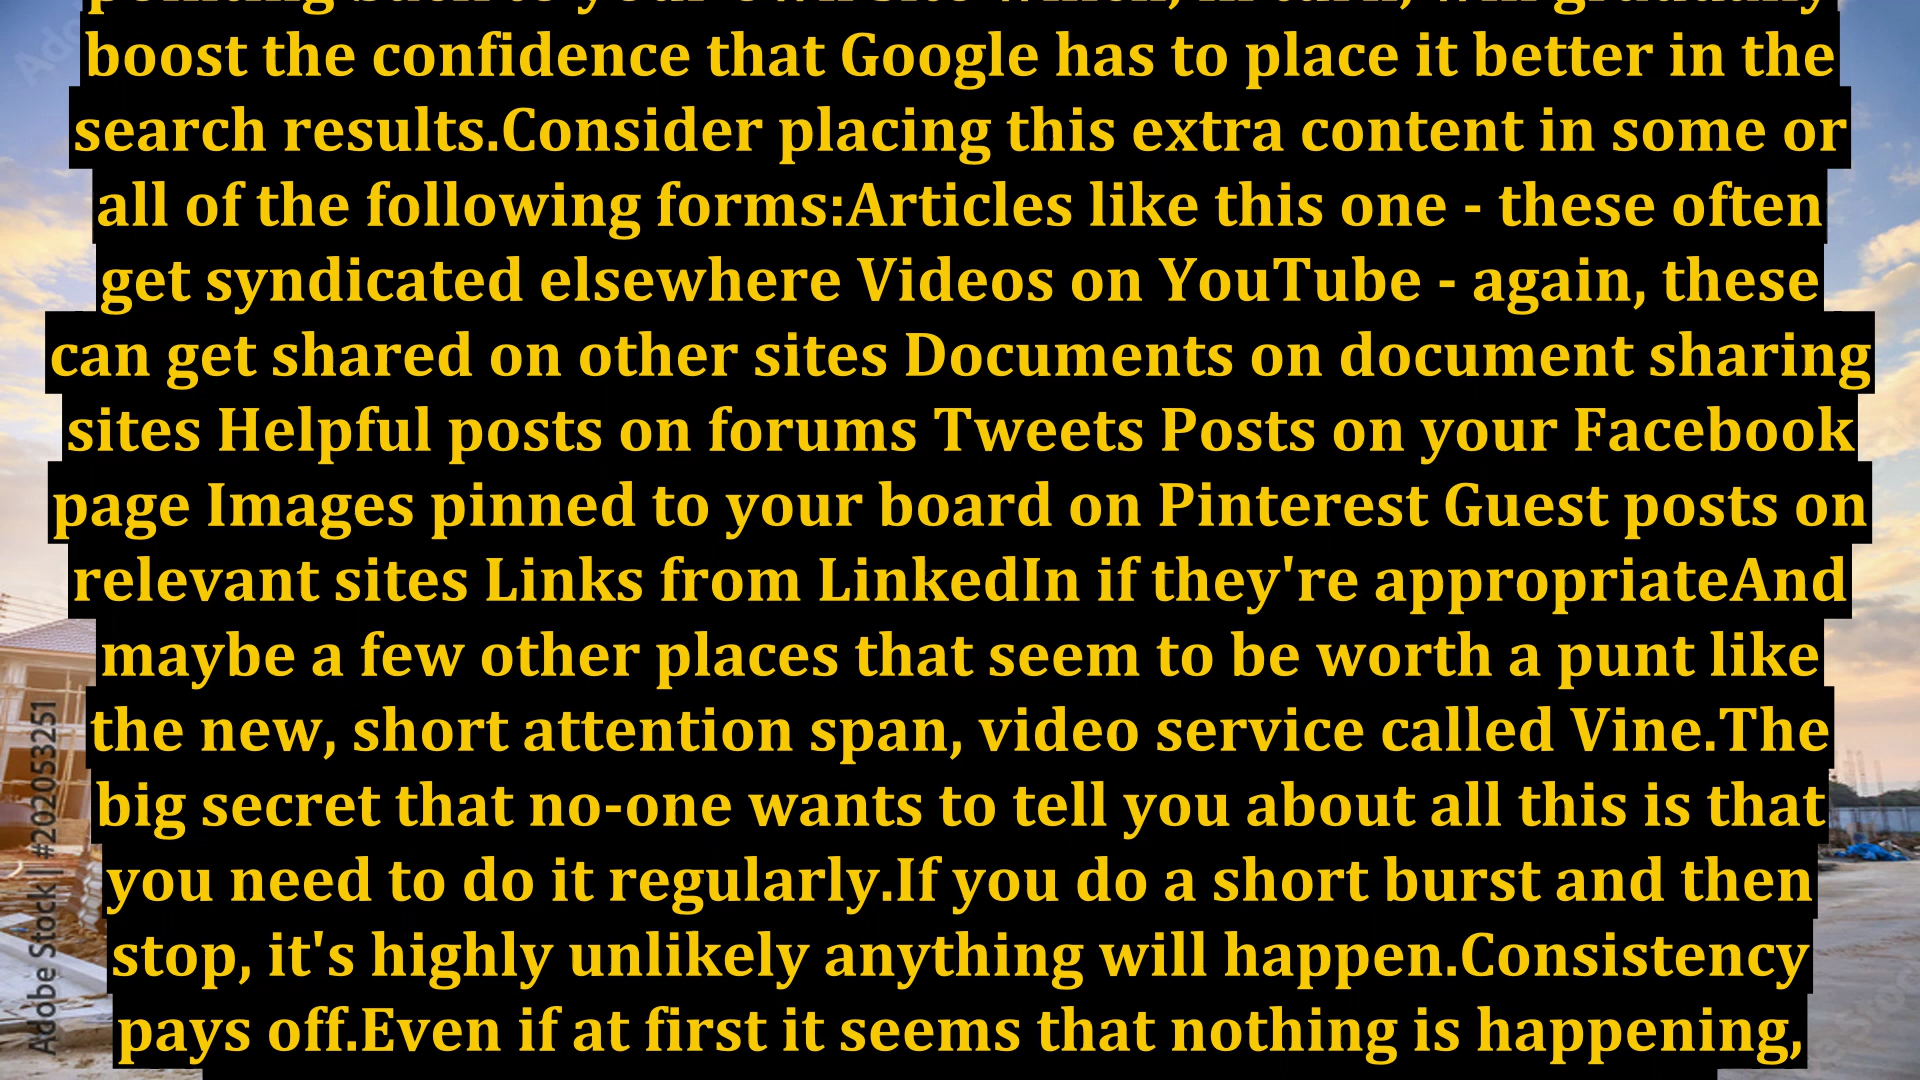 boost the confidence that Google has to place it better in the
search results.Consider placing this extra content in some or
all of the following forms:Articles like this one - these often
get syndicated elsewhere Videos on YouTube - again, these
can get shared on other sites Documents on document sharing
sites Helpful posts on forums Tweets Posts on your Facebook
page Images pinned to your board on Pinterest Guest posts on
relevant sites Links from LinkedIn if they're appropriateAnd
maybe a few other places that seem to be worth a punt like
the new, short attention span, video service called Vine.The
big secret that no-one wants to tell you about all this is that
you need to do it regularly.If you do a short burst and then
stop, it's highly unlikely anything will happen.Consistency
pays off.Even if at first it seems that nothing is happening,
Adobe Stock | #202053251